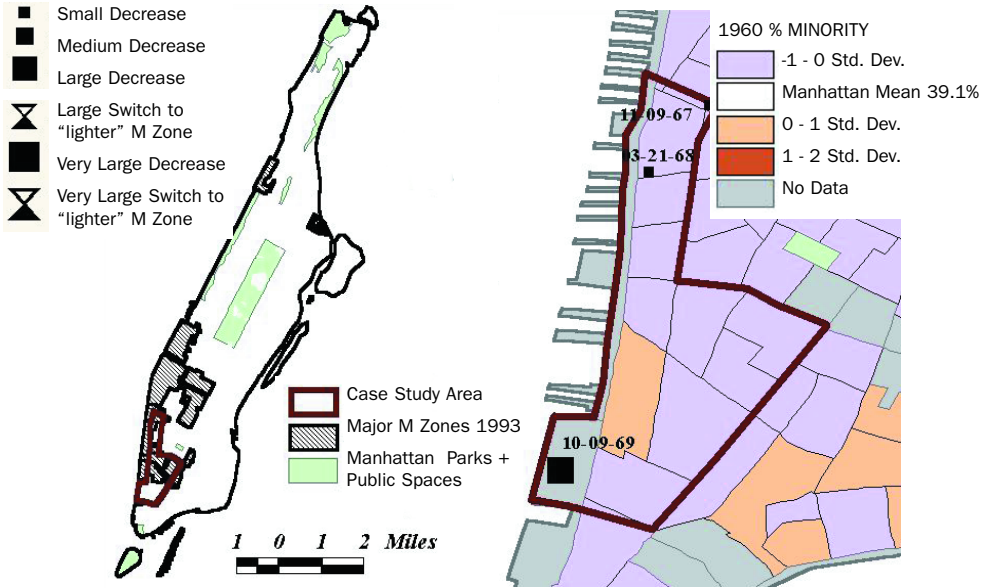 Small Decrease
Medium Decrease
Large Decrease
Large Switch to
“lighter” M Zone
Very Large Decrease
Very Large Switch to
“lighter” M Zone
Case Study Area
Major M Zones 1993
Manhattan Parks +
Public Spaces
1 0 1 2 Miles
1960 % MINORITY
-1 - 0 Std. Dev.
Manhattan Mean 39.1%
0 - 1 Std. Dev.
1 - 2 Std. Dev.
No Data
11-09-67
03-21-68
10-09-69